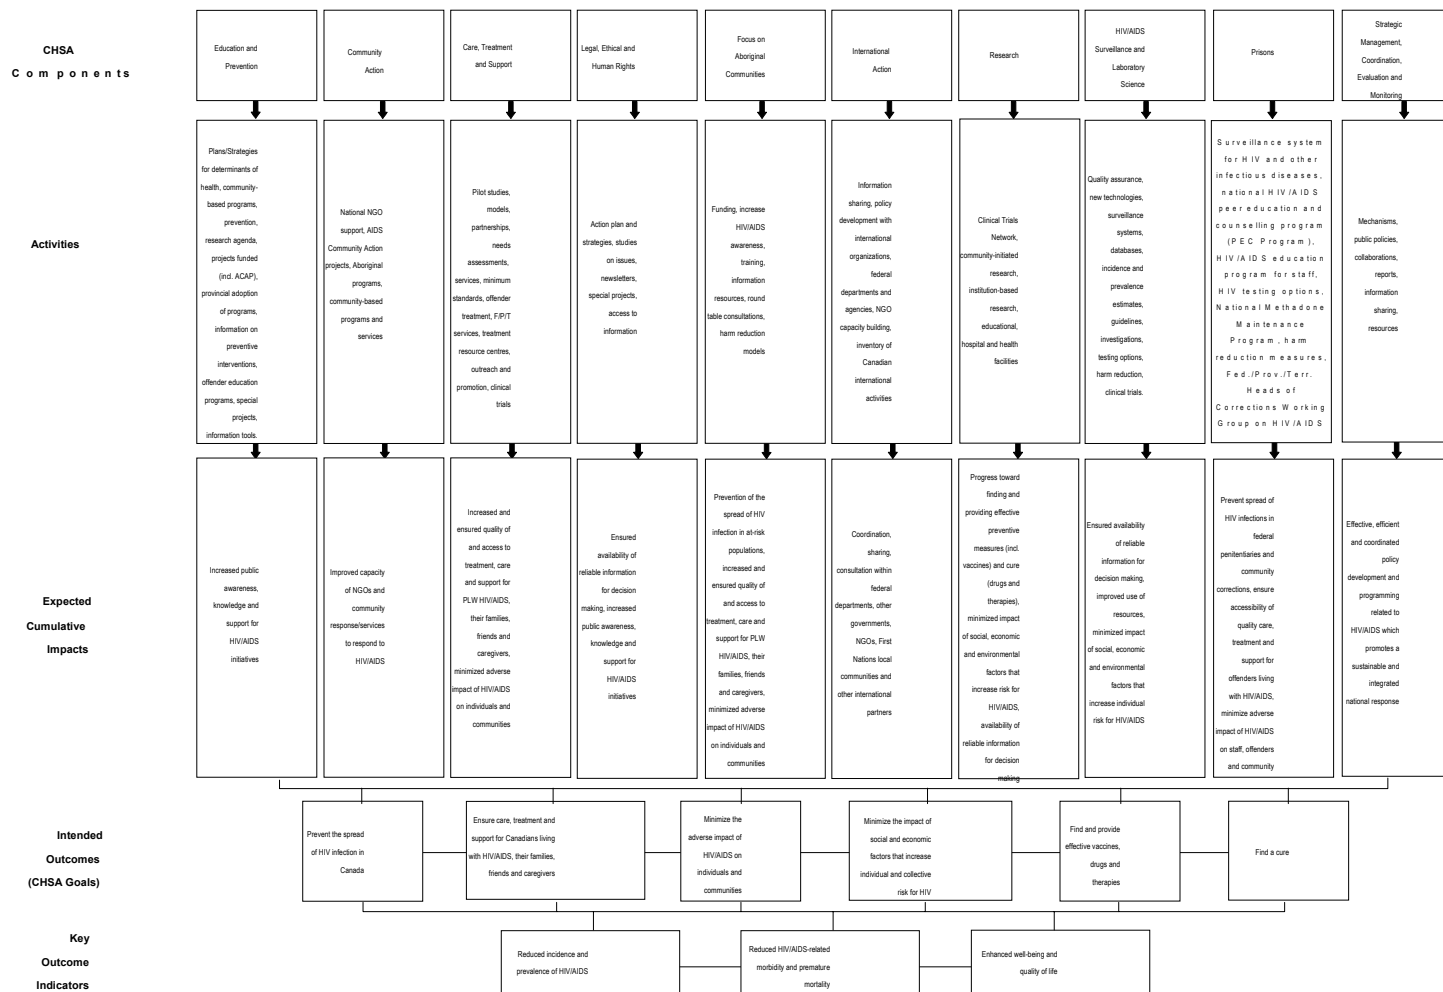 CHSA
Components
Education and
Prevention
Community
Action
Care, Treatment
and Support
Legal, Ethical and
Human Rights
Focus on
Aboriginal
Communities
International
Action
Research
HIV/AIDS
Surveillance and
Laboratory
Science
Prisons
Strategic
Management,
Coordination,
Evaluation and
Monitoring
Activities
Plans/Strategies
for determinants of
health, community-
based programs,
prevention,
research agenda,
projects funded
(incl. ACAP),
provincial adoption
of programs,
information on
preventive
interventions,
offender education
programs, special
projects,
information tools.
National NGO
support, AIDS
Community Action
projects, Aboriginal
programs,
community-based
programs and
services
Pilot studies,
models,
partnerships,
needs
assessments,
services, minimum
standards, offender
treatment, F/P/T
services, treatment
resource centres,
outreach and
promotion, clinical
trials
Action plan and
strategies, studies
on issues,
newsletters,
special projects,
access to
information
Funding, increase
HIV/AIDS
awareness,
training,
information
resources, round
table consultations,
harm reduction
models
Information
sharing, policy
development with
international
organizations,
federal
departments and
agencies, NGO
capacity building,
inventory of
Canadian
international
activities
Clinical Trials
Network,
community-initiated
research,
institution-based
research,
educational,
hospital and health
facilities
Quality assurance,
new technologies,
surveillance
systems,
databases,
incidence and
prevalence
estimates,
guidelines,
investigations,
testing options,
harm reduction,
clinical trials.
Surveillance system
for HIV and other
infectious diseases,
national HIV/AIDS
peer education and
counselling program
(PEC Program),
HIV/AIDS education
program for staff,
HIV testing options,
National Methadone
Maintenance
Program, harm
reduction measures,
Fed./Prov./Terr.
Heads of
Corrections Working
Group on HIV/AIDS
Mechanisms,
public policies,
collaborations,
reports,
information
sharing,
resources
Expected
Cumulative
Impacts
Increased public
awareness,
knowledge and
support for
HIV/AIDS
initiatives
Improved capacity
of NGOs and
community
response/services
to respond to
HIV/AIDS
Increased and
ensured quality of
and access to
treatment, care
and support for
PLW HIV/AIDS,
their families,
friends and
caregivers,
minimized adverse
impact of HIV/AIDS
on individuals and
communities
Ensured
availability of
reliable information
for decision
making, increased
public awareness,
knowledge and
support for
HIV/AIDS
initiatives
Prevention of the
spread of HIV
infection in at-risk
populations,
increased and
ensured quality of
and access to
treatment, care and
support for PLW
HIV/AIDS, their
families, friends
and caregivers,
minimized adverse
impact of HIV/AIDS
on individuals and
communities
Coordination,
sharing,
consultation within
federal
departments, other
governments,
NGOs, First
Nations local
communities and
other international
partners
Progress toward
finding and
providing effective
preventive
measures (incl.
vaccines) and cure
(drugs and
therapies),
minimized impact
of social, economic
and environmental
factors that
increase risk for
HIV/AIDS,
availability of
reliable information
for decision
making
Ensured availability
of reliable
information for
decision making,
improved use of
resources,
minimized impact
of social, economic
and environmental
factors that
increase individual
risk for HIV/AIDS
Prevent spread of
HIV infections in
federal
penitentiaries and
community
corrections, ensure
accessibility of
quality care,
treatment and
support for
offenders living
with HIV/AIDS,
minimize adverse
impact of HIV/AIDS
on staff, offenders
and community
Effective, efficient
and coordinated
policy
development and
programming
related to
HIV/AIDS which
promotes a
sustainable and
integrated
national response
Intended
Outcomes
(CHSA Goals)
Prevent the spread
of HIV infection in
Canada
Ensure care, treatment and
support for Canadians living
with HIV/AIDS, their families,
friends and caregivers
Minimize the
adverse impact of
HIV/AIDS on
individuals and
communities
Minimize the impact of
social and economic
factors that increase
individual and collective
risk for HIV
Find and provide
effective vaccines,
drugs and
therapies
Find a cure
Key
Outcome
Indicators
Reduced incidence and
prevalence of HIV/AIDS
Reduced HIV/AIDS-related
morbidity and premature
mortality
Enhanced well-being and
quality of life